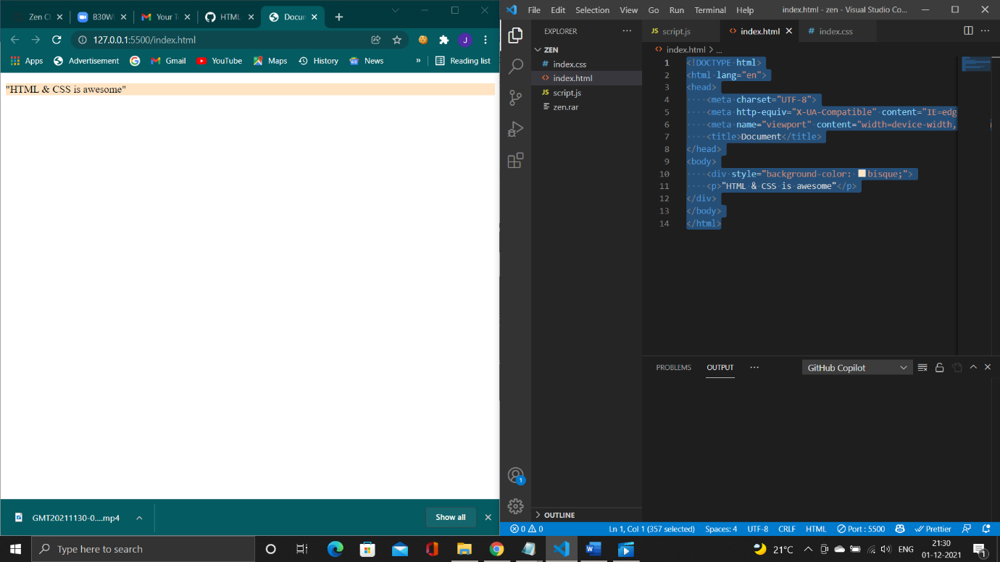 Zen Cl
B30W
Your T
HTML
Docum
127.0.0.1:5500/index.html
J
Apps
Advertisement
Gmail
YouTube
Maps
History
News
»
Reading list
"HTML & CSS is awesome"
GMT20211130-0....mp4
Show all
File Edit Selection View Go Run Terminal Help
index.html - zen - Visual Studio Co...
EXPLORER
ZEN
# index.css
<> index.html
JS script.js
zen.rar
OUTLINE
JS script.js
<> index.html
# index.css
<> index.html > ...
1 <!DOCTYPE html>
2 <html lang="en">
3 <head>
4 <meta charset="UTF-8">
5 <meta http-equiv="X-UA-Compatible" content="IE=edg
6 <meta name="viewport" content="width=device-width,
7 <title>Document</title>
8 </head>
9 <body>
10 <div style="background-color: bisque;">
11 <p>"HTML & CSS is awesome"</p>
12 </div>
13 </body>
14 </html>
PROBLEMS OUTPUT ...
GitHub Copilot
1
0 0
Ln 1, Col 1 (357 selected) Spaces: 4 UTF-8 CRLF HTML Port : 5500 Prettier
Type here to search
21°C
ENG
21:30
01-12-2021
1